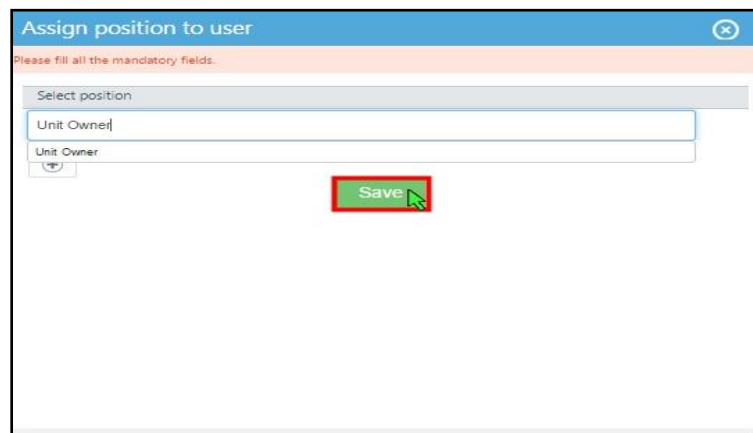 Assign position to user
Please fill all the mandatory fields.
Select position
Unit Owner
Unit Owner
Save